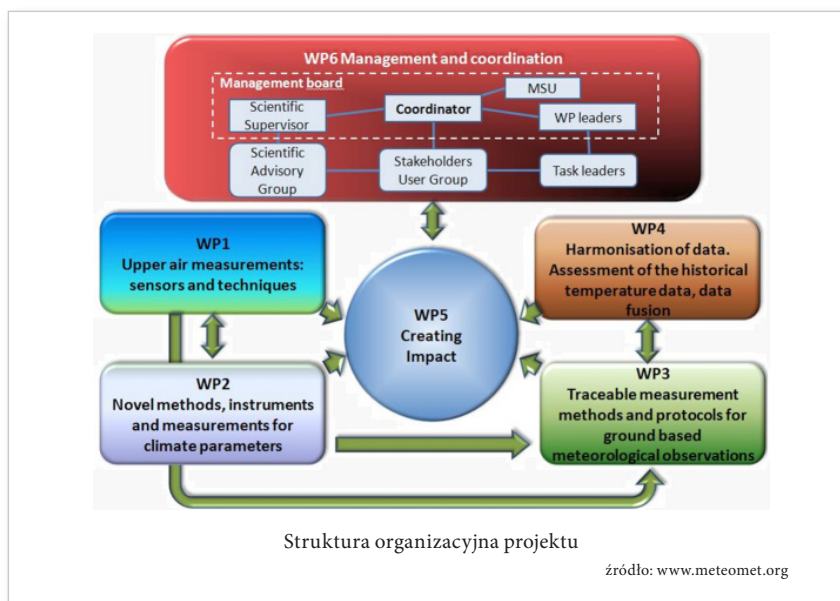 WP6 Management and coordination
Management board
MSU
Scientific
Supervisor
Coordinator
WP leaders
Scientific
Advisory
Group
Stakeholders
User Group
Task leaders
WP1
Upper air measurements:
sensors and techniques
WP4
Harmonisation of data.
Assessment of the historical
temperature data, data
fusion
WP5
Creating
Impact
WP2
Novel methods, instruments
and measurements for
climate parameters
WP3
Traceable measurement
methods and protocols for
ground based
meteorological observations
Struktura organizacyjna projektu
źródło: www.meteomet.org